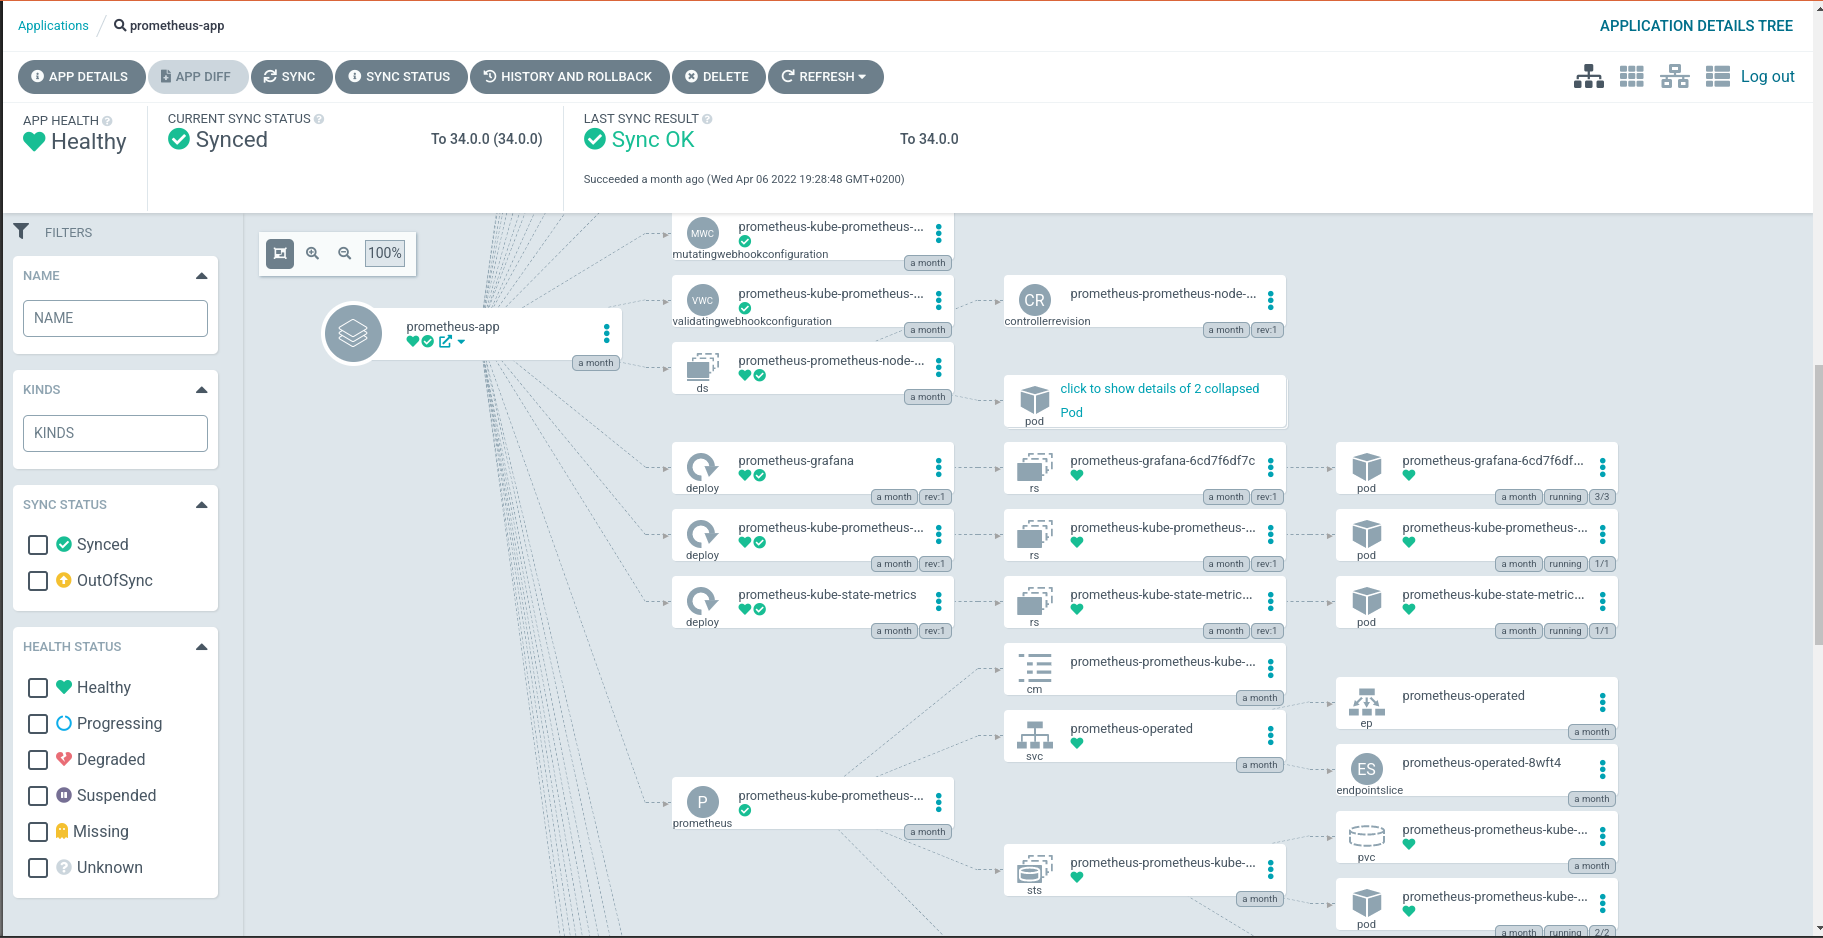 Applications / prometheus-app
APPLICATION DETAILS TREE
APP DETAILS
APP DIFF
SYNC
SYNC STATUS
HISTORY AND ROLLBACK
DELETE
REFRESH
Log out
APP HEALTH
Healthy
CURRENT SYNC STATUS
Synced
To 34.0.0 (34.0.0)
LAST SYNC RESULT
Sync OK
To 34.0.0
Succeeded a month ago (Wed Apr 06 2022 19:28:48 GMT+0200)
FILTERS
NAME
NAME
KINDS
KINDS
SYNC STATUS
Synced
OutOfSync
HEALTH STATUS
Healthy
Progressing
Degraded
Suspended
Missing
Unknown
100%
prometheus-app
a month
MWC
prometheus-kube-prometheus-...
mutatingwebhookconfiguration
a month
VWC
prometheus-kube-prometheus-...
validatingwebhookconfiguration
a month
CR
prometheus-prometheus-node-...
controllerrevision
a month
rev:1
prometheus-prometheus-node-...
ds
a month
click to show details of 2 collapsed
Pod
pod
prometheus-grafana
deploy
a month
rev:1
prometheus-grafana-6cd7f6df7c
rs
a month
rev:1
prometheus-grafana-6cd7f6df...
pod
a month
running
3/3
prometheus-kube-prometheus-...
deploy
a month
rev:1
prometheus-kube-prometheus-...
rs
a month
rev:1
prometheus-kube-prometheus-...
pod
a month
running
1/1
prometheus-kube-state-metrics
deploy
a month
rev:1
prometheus-kube-state-metric...
rs
a month
rev:1
prometheus-kube-state-metric...
pod
a month
running
1/1
prometheus-prometheus-kube-...
cm
a month
prometheus-operated
ep
a month
prometheus-operated
svc
a month
ES
prometheus-operated-8wft4
endpointslice
a month
P
prometheus-kube-prometheus-...
prometheus
a month
prometheus-prometheus-kube-...
pvc
a month
prometheus-prometheus-kube-...
sts
a month
prometheus-prometheus-kube-...
pod
a month
running
2/2